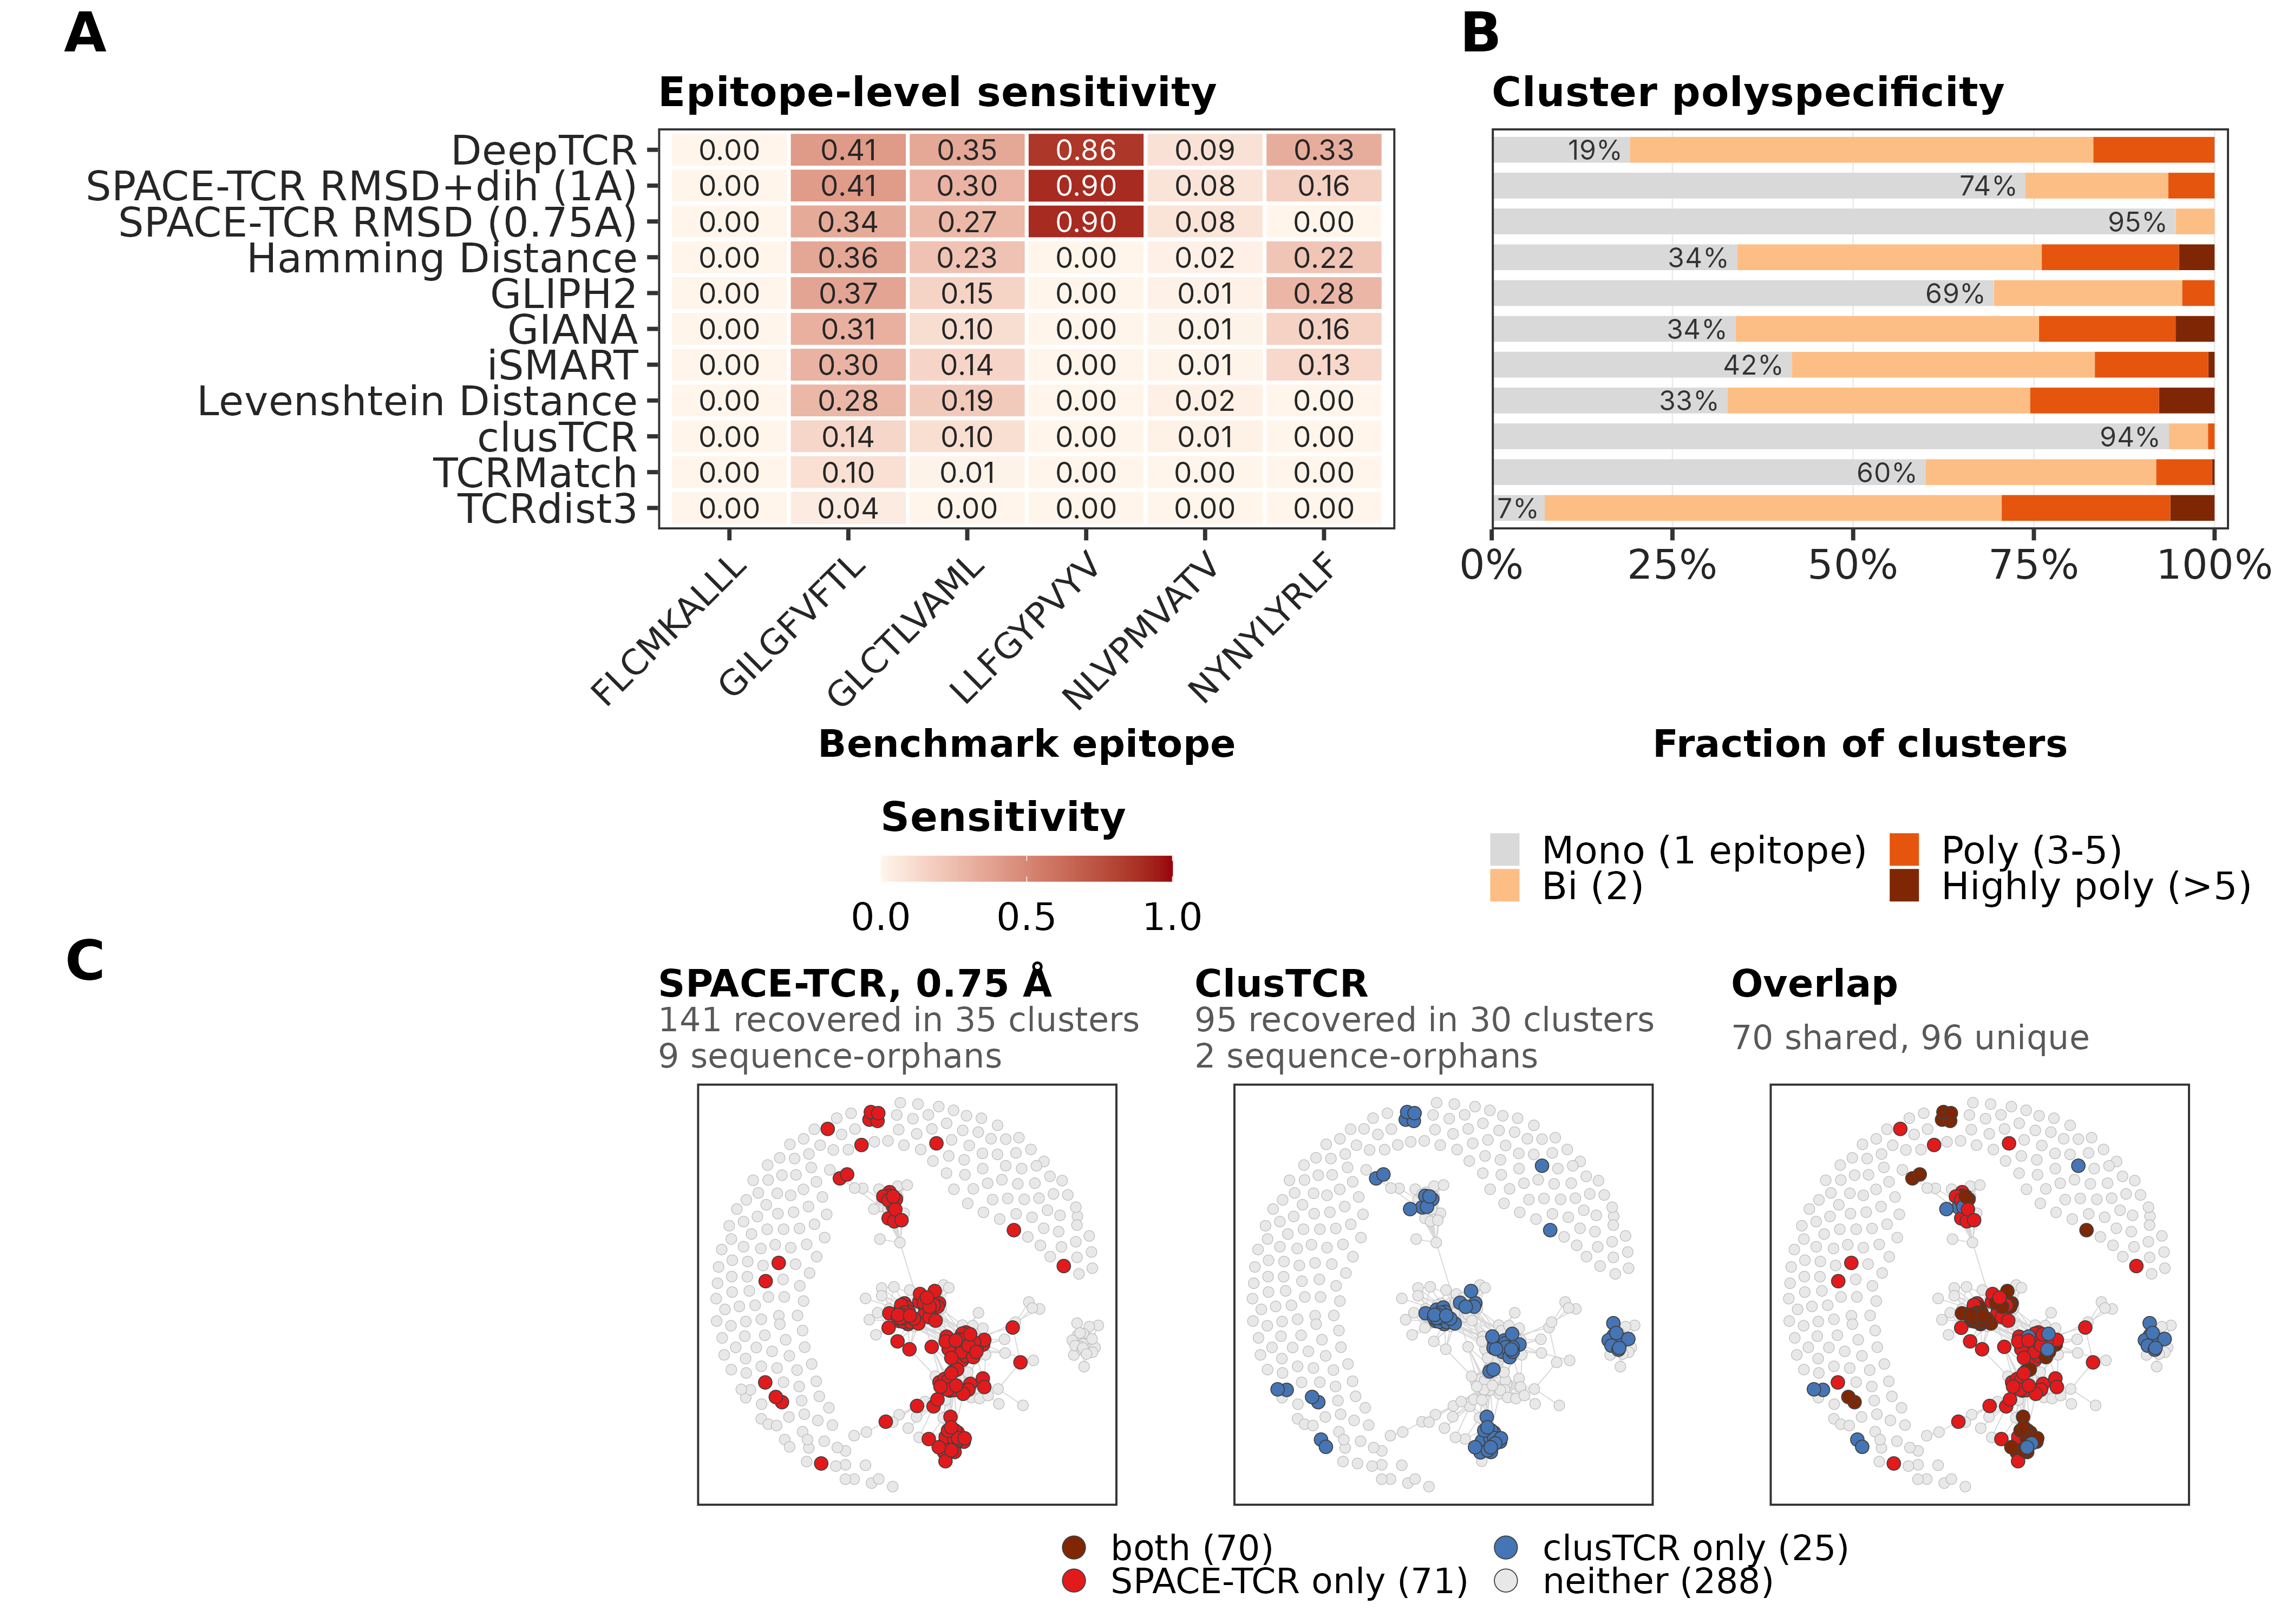 A
B
Epitope-level sensitivity
Cluster polyspecificity
DeepTCR 0.00 0.41 0.35 0.86 0.09 0.33 19%
SPACE-TCR RMSD+dih (1A) 0.00 0.41 0.30 0.90 0.08 0.16 74%
SPACE-TCR RMSD (0.75A) 0.00 0.34 0.27 0.90 0.08 0.00 95%
Hamming Distance 0.00 0.36 0.23 0.00 0.02 0.22 34%
GLIPH2 0.00 0.37 0.15 0.00 0.01 0.28 69%
GIANA 0.00 0.31 0.10 0.00 0.01 0.16 34%
iSMART 0.00 0.30 0.14 0.00 0.01 0.13 42%
Levenshtein Distance 0.00 0.28 0.19 0.00 0.02 0.00 33%
clusTCR 0.00 0.14 0.10 0.00 0.01 0.00 94%
TCRMatch 0.00 0.10 0.01 0.00 0.00 0.00 60%
TCRdist3 0.00 0.04 0.00 0.00 0.00 0.00 7%
0% 25% 50% 75% 100%
FLCMKALLL GILGFVFTL GLCTLVAML LLFGYPVYV NLVPMVATV NYNYLYRLF
Benchmark epitope
Fraction of clusters
Sensitivity
0.0 0.5 1.0
Mono (1 epitope) Poly (3-5)
Bi (2) Highly poly (>5)
C
SPACE-TCR, 0.75 Å
141 recovered in 35 clusters
9 sequence-orphans
ClusTCR
95 recovered in 30 clusters
2 sequence-orphans
Overlap
70 shared, 96 unique
both (70) clusTCR only (25)
SPACE-TCR only (71) neither (288)